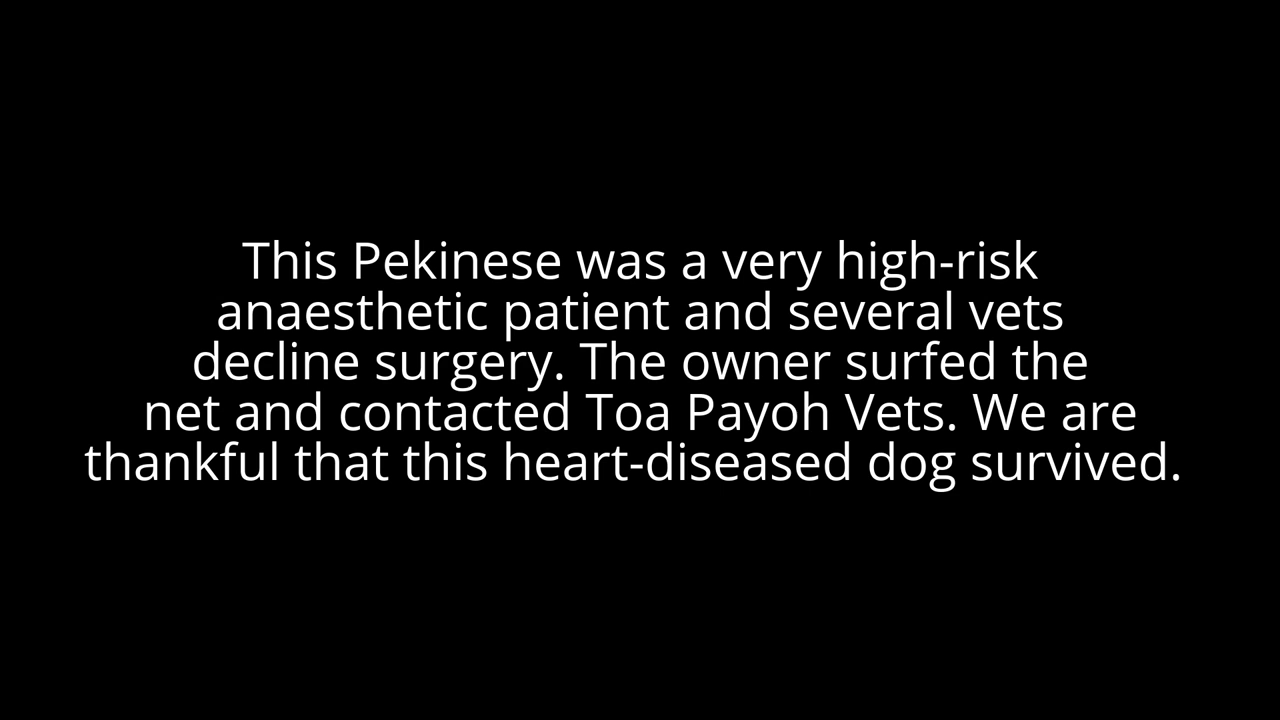 This Pekinese was a very high-risk
anaesthetic patient and several vets
decline surgery. The owner surfed the
net and contacted Toa Payoh Vets. We are
thankful that this heart-diseased dog survived.